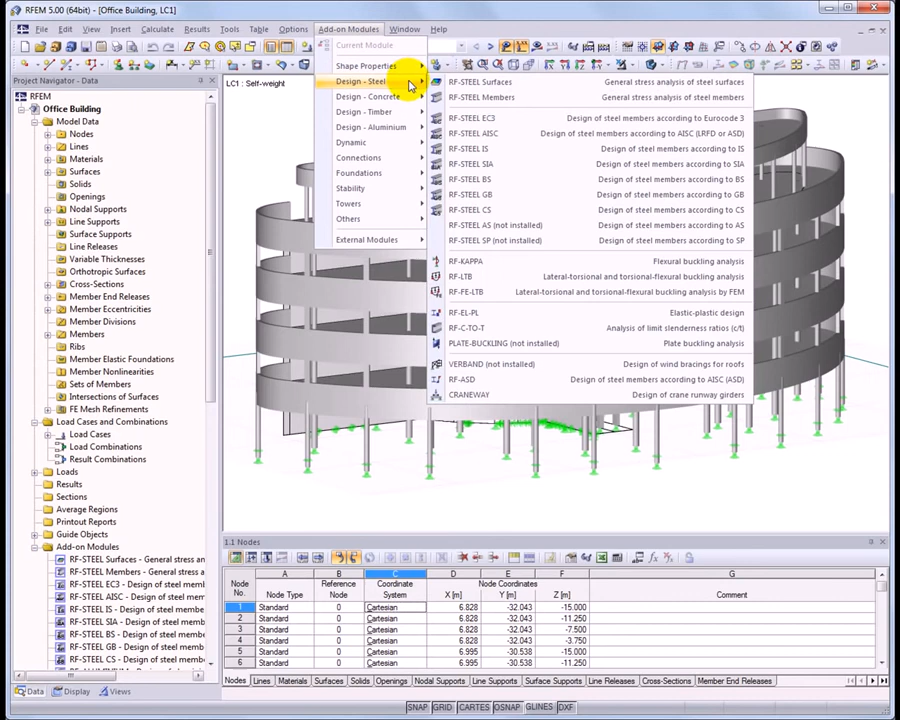 RFEM 5.00 (64bit) - [Office Building, LC1]
File Edit View Insert Calculate Results Tools Table Options Add-on Modules Window Help
Project Navigator - Data
RFEM
Office Building
Model Data
Nodes
Lines
Materials
Surfaces
Solids
Openings
Nodal Supports
Line Supports
Surface Supports
Line Releases
Variable Thicknesses
Orthotropic Surfaces
Cross-Sections
Member End Releases
Member Eccentricities
Member Divisions
Members
Ribs
Member Elastic Foundations
Member Nonlinearities
Sets of Members
Intersections of Surfaces
FE Mesh Refinements
Load Cases and Combinations
Load Cases
Load Combinations
Result Combinations
Loads
Results
Sections
Average Regions
Printout Reports
Guide Objects
Add-on Modules
RF-STEEL Surfaces - General stress an
RF-STEEL Members - General stress an
RF-STEEL EC3 - Design of steel memb
RF-STEEL AISC - Design of steel mem
RF-STEEL IS - Design of steel member
RF-STEEL SIA - Design of steel memb
RF-STEEL BS - Design of steel membe
RF-STEEL GB - Design of steel membe
RF-STEEL CS - Design of steel membe
Data Display Views
LC1 : Self-weight
Current Module
Shape Properties
Design - Steel
Design - Concrete
Design - Timber
Design - Aluminium
Dynamic
Connections
Foundations
Stability
Towers
Others
External Modules
RF-STEEL Surfaces General stress analysis of steel surfaces
RF-STEEL Members General stress analysis of steel members
RF-STEEL EC3 Design of steel members according to Eurocode 3
RF-STEEL AISC Design of steel members according to AISC (LRFD or ASD)
RF-STEEL IS Design of steel members according to IS
RF-STEEL SIA Design of steel members according to SIA
RF-STEEL BS Design of steel members according to BS
RF-STEEL GB Design of steel members according to GB
RF-STEEL CS Design of steel members according to CS
RF-STEEL AS (not installed) Design of steel members according to AS
RF-STEEL SP (not installed) Design of steel members according to SP
RF-KAPPA Flexural buckling analysis
RF-LTB Lateral-torsional and torsional-flexural buckling analysis
RF-FE-LTB Lateral-torsional and torsional-flexural buckling analysis by FEM
RF-EL-PL Elastic-plastic design
RF-C-TO-T Analysis of limit slenderness ratios (c/t)
PLATE-BUCKLING (not installed) Plate buckling analysis
VERBAND (not installed) Design of wind bracings for roofs
RF-ASD Design of steel members according to AISC (ASD)
CRANEWAY Design of crane runway girders
1.1 Nodes
A B C D E F G
Node No. Node Type Reference Node Coordinate System Node Coordinates X [m] Y [m] Z [m] Comment
1 Standard 0 Cartesian 6.828 -32.043 -15.000
2 Standard 0 Cartesian 6.828 -32.043 -11.250
3 Standard 0 Cartesian 6.828 -32.043 -7.500
4 Standard 0 Cartesian 6.828 -32.043 -3.750
5 Standard 0 Cartesian 6.995 -30.538 -15.000
6 Standard 0 Cartesian 6.995 -30.538 -11.250
Nodes Lines Materials Surfaces Solids Openings Nodal Supports Line Supports Surface Supports Line Releases Cross-Sections Member End Releases
SNAP GRID CARTES OSNAP GLINES DXF